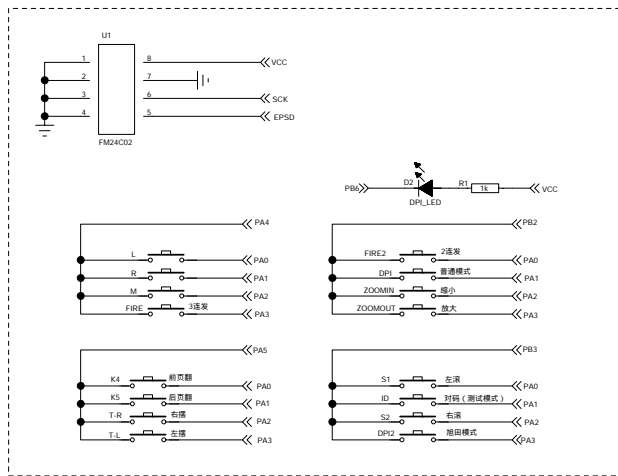 U1
1 8 VCC
2 7
3 6 SCK
4 5 EPSD
FM24C02
PB6 D2 R1 1k VCC
DPI_LED
PA4
L PA0
R PA1
M PA2
FIRE 3连发 PA3
PB2
FIRE2 2连发 PA0
DPI 普通模式 PA1
ZOOMIN 缩小 PA2
ZOOMOUT 放大 PA3
PA5
K4 前页翻 PA0
K5 后页翻 PA1
T-R 右摆 PA2
T-L 左摆 PA3
PB3
S1 左滚 PA0
ID 对码（测试模式） PA1
S2 右滚 PA2
DPI2 旭田模式 PA3